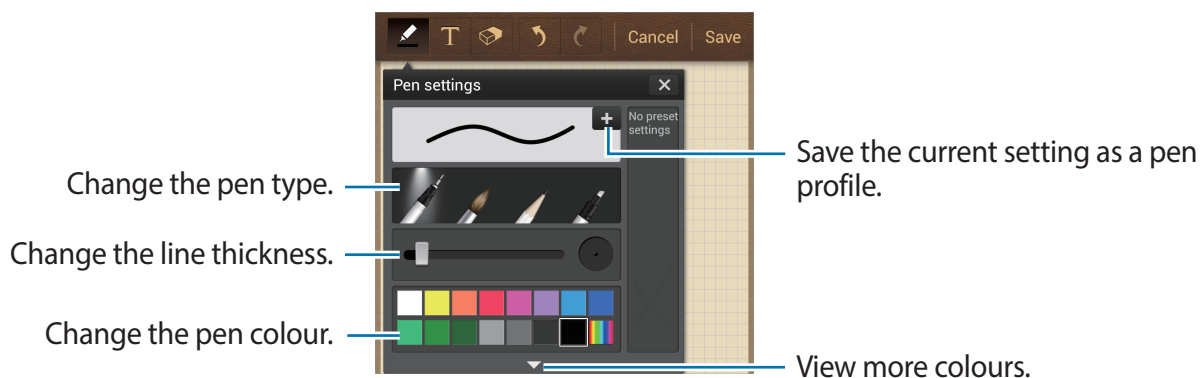 T Cancel Save
Pen settings
No preset
settings
Save the current setting as a pen
profile.
Change the pen type.
Change the line thickness.
Change the pen colour.
View more colours.